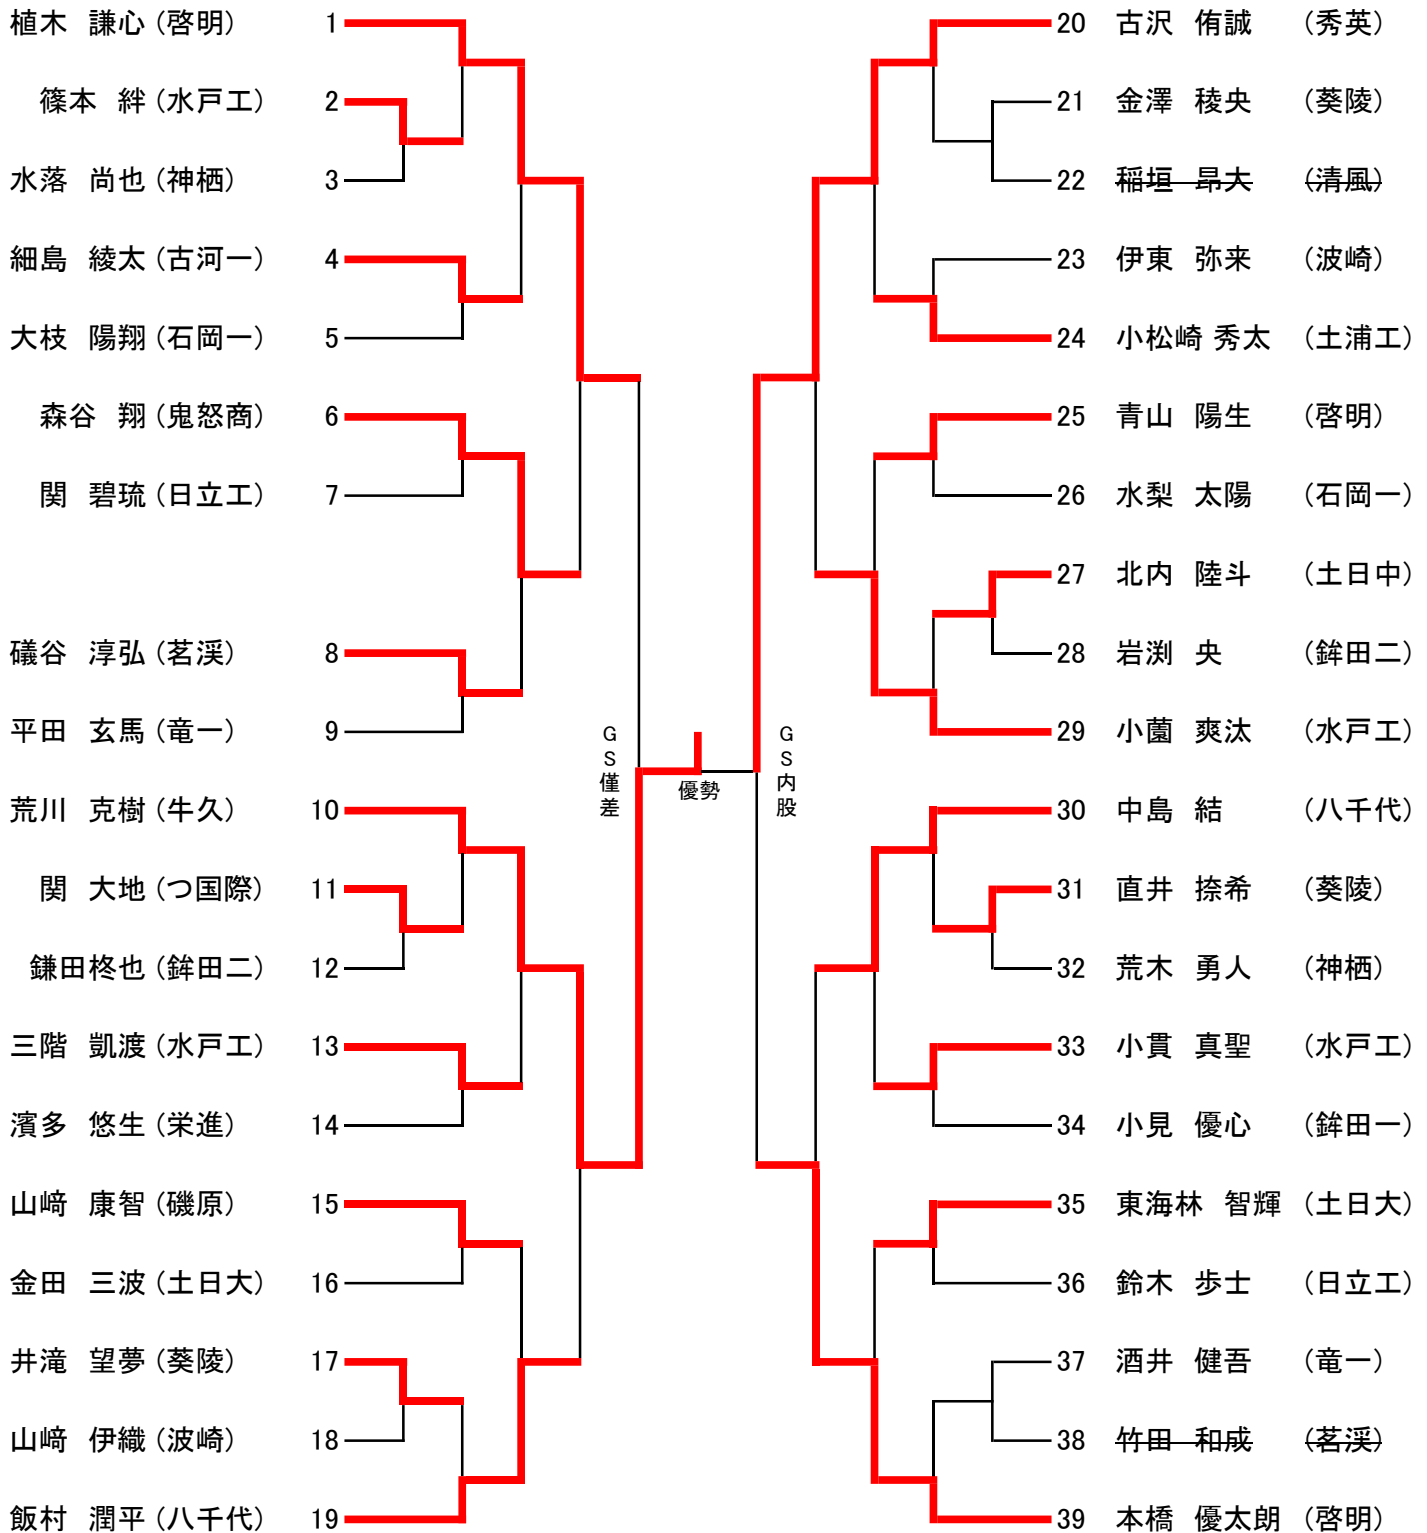 植木 謙心 (啓明) 1
篠本 絆 (水戸工) 2
水落 尚也 (神栖) 3
細島 綾太 (古河一) 4
大枝 陽翔 (石岡一) 5
森谷 翔 (鬼怒商) 6
関 碧琉 (日立工) 7
礒谷 淳弘 (茗渓) 8
平田 玄馬 (竜一) 9
荒川 克樹 (牛久) 10
関 大地 (つ国際) 11
鎌田柊也 (鉾田二) 12
三階 凱渡 (水戸工) 13
濱多 悠生 (栄進) 14
山﨑 康智 (磯原) 15
金田 三波 (土日大) 16
井滝 望夢 (葵陵) 17
山﨑 伊織 (波崎) 18
飯村 潤平 (八千代) 19
GS僅差
優勢
GS内股
20 古沢 侑誠 (秀英)
21 金澤 稜央 (葵陵)
22 稲垣 昂大 (清風)
23 伊東 弥来 (波崎)
24 小松崎 秀太 (土浦工)
25 青山 陽生 (啓明)
26 水梨 太陽 (石岡一)
27 北内 陸斗 (土日中)
28 岩渕 央 (鉾田二)
29 小薗 爽汰 (水戸工)
30 中島 結 (八千代)
31 直井 捺希 (葵陵)
32 荒木 勇人 (神栖)
33 小貫 真聖 (水戸工)
34 小見 優心 (鉾田一)
35 東海林 智輝 (土日大)
36 鈴木 歩士 (日立工)
37 酒井 健吾 (竜一)
38 竹田 和成 (茗渓)
39 本橋 優太朗 (啓明)